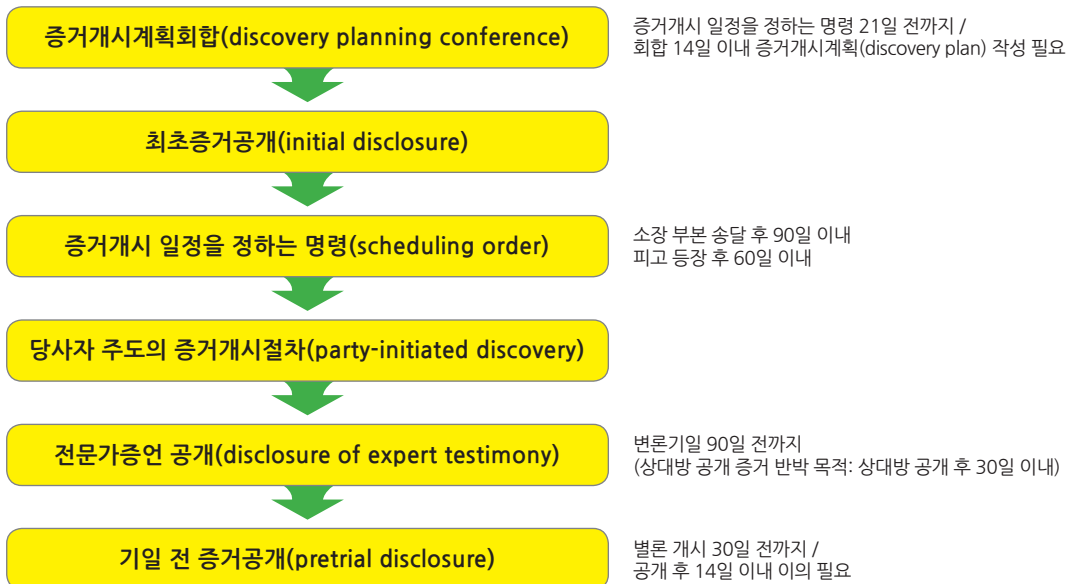 증거개시계획회합(discovery planning conference)
증거개시 일정을 정하는 명령 21일 전까지 /
회합 14일 이내 증거개시계획(discovery plan) 작성 필요
최초증거공개(initial disclosure)
증거개시 일정을 정하는 명령(scheduling order)
소장 부본 송달 후 90일 이내
피고 등장 후 60일 이내
당사자 주도의 증거개시절차(party-initiated discovery)
전문가증언 공개(disclosure of expert testimony)
변론기일 90일 전까지
(상대방 공개 증거 반박 목적: 상대방 공개 후 30일 이내)
기일 전 증거공개(pretrial disclosure)
별론 개시 30일 전까지 /
공개 후 14일 이내 이의 필요